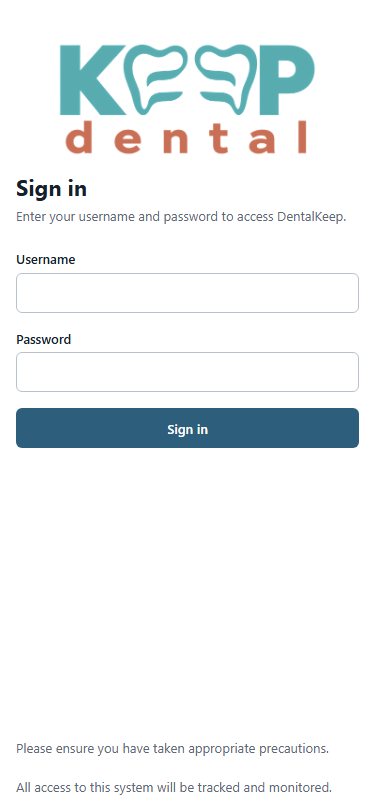 KEEP
dental
Sign in
Enter your username and password to access DentalKeep.
Username
Password
Sign in
Please ensure you have taken appropriate precautions.
All access to this system will be tracked and monitored.